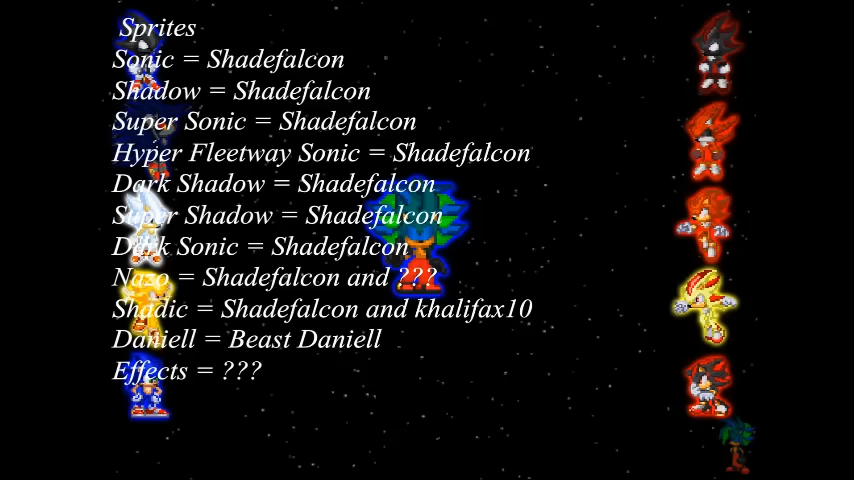 Sprites
Sonic = Shadefalcon
Shadow = Shadefalcon
Super Sonic = Shadefalcon
Hyper Fleetway Sonic = Shadefalcon
Dark Shadow = Shadefalcon
Super Shadow = Shadefalcon
Dark Sonic = Shadefalcon
Nazo = Shadefalcon and ???
Shadic = Shadefalcon and khalifax10
Daniell = Beast Daniell
Effects = ???